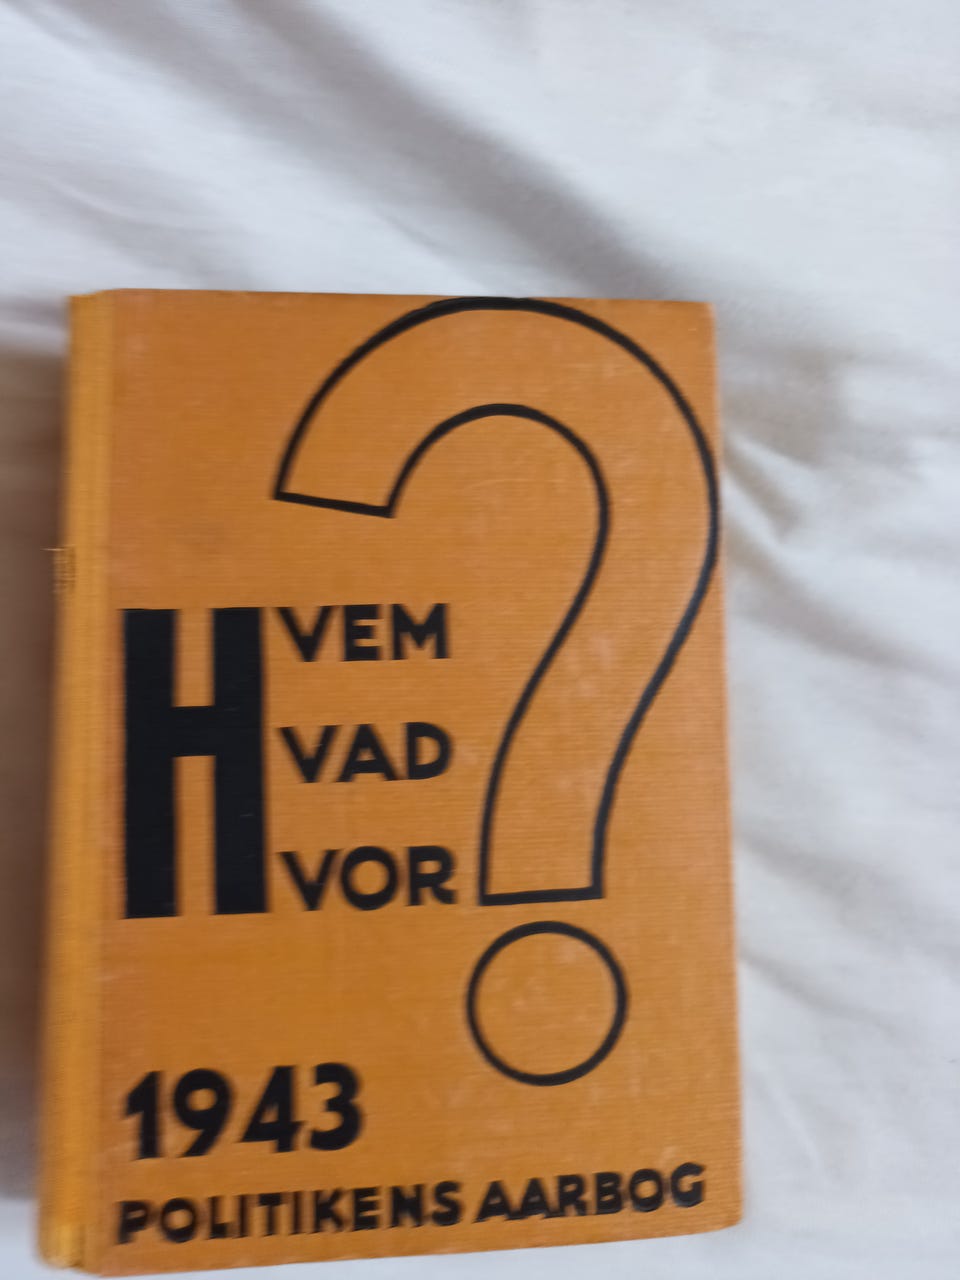 HVEM
HVAD
HVOR?
1943
POLITIKENS AARBOG